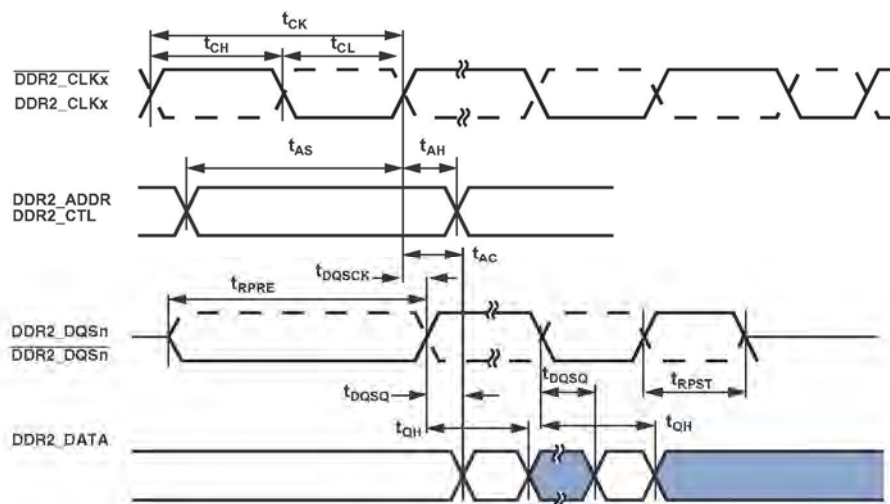 tCK
tCH
tCL
DDR2_CLKx
DDR2_CLKx
tAS
tAH
DDR2_ADDR
DDR2_CTL
tAC
tDQSCK
tRPRE
DDR2_DQSn
DDR2_DQSn
tDQSQ
tDQSQ
tRPST
tQH
tQH
DDR2_DATA